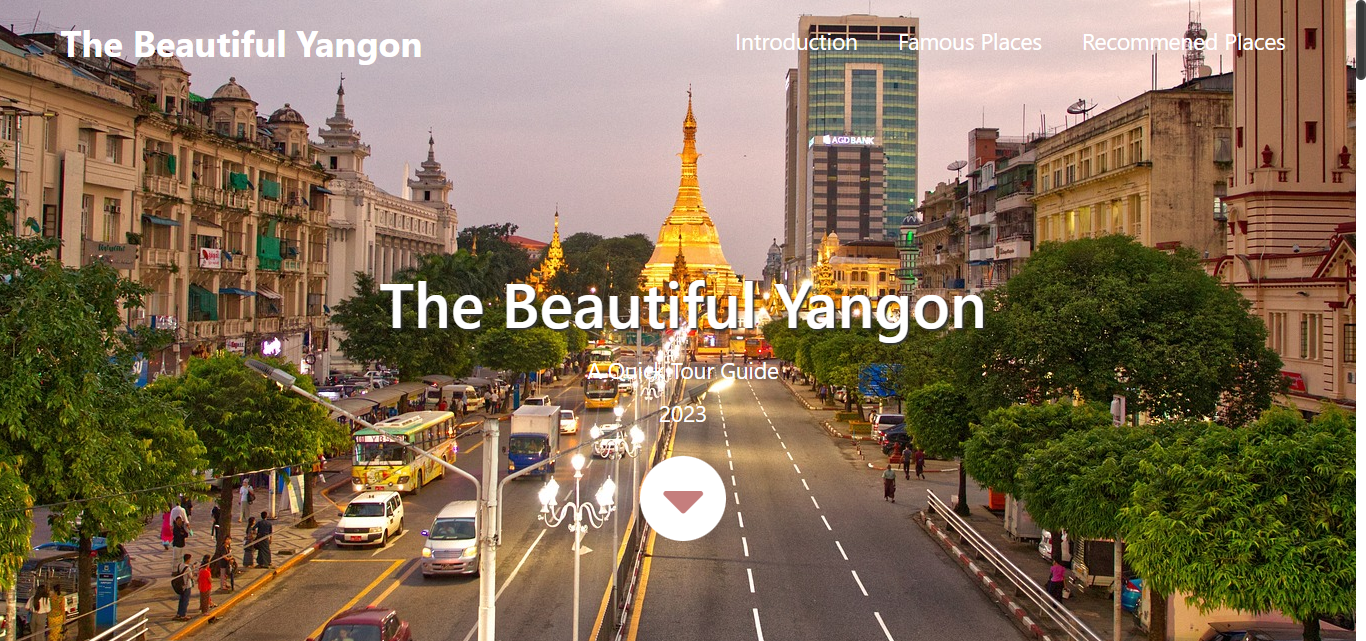 The Beautiful Yangon
Introduction
Famous Places
Recommened Places
AGD BANK
The Beautiful Yangon
A Quick Tour Guide
2023